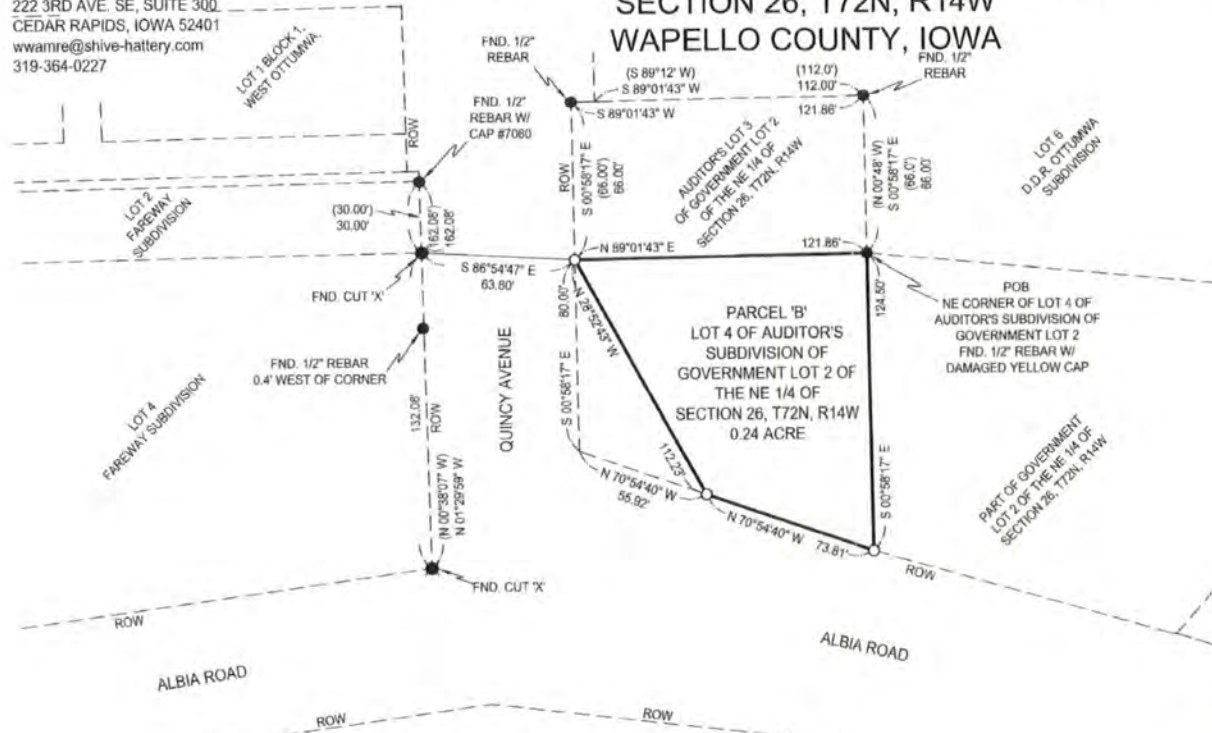 222 3RD AVE. SE, SUITE 300
CEDAR RAPIDS, IOWA 52401
wwamre@shive-hattery.com
319-364-0227
SECTION 26, T72N, R14W
WAPELLO COUNTY, IOWA
LOT 1 BLOCK 1,
WEST OTTUMWA,
ROW
FND. 1/2"
REBAR
FND. 1/2"
REBAR W/
CAP #7060
(S 89°12' W)
S 89°01'43" W
S 89°01'43" W
(112.0')
112.00'
121.86'
FND. 1/2"
REBAR
ROW
S 00°58'17" E
(66.00')
66.00'
AUDITOR'S LOT 3
OF GOVERNMENT LOT 2
OF THE NE 1/4 OF
SECTION 26, T72N, R14W
(N 00°48' W)
S 00°58'17" E
(66.0')
66.00'
LOT 6
D.D.R. OTTUMWA
SUBDIVISION
LOT 2
FAREWAY
SUBDIVISION
(30.00')
30.00'
(162.08')
162.08'
N 89°01'43" E
121.86'
S 86°54'47" E
63.80'
FND. CUT 'X'
FND. 1/2" REBAR
0.4' WEST OF CORNER
LOT 4
FAREWAY SUBDIVISION
132.08'
ROW
(N 00°38'07" W)
N 01°29'59" W
QUINCY AVENUE
80.00'
S 00°58'17" E
N 28°52'43" W
112.23'
PARCEL 'B'
LOT 4 OF AUDITOR'S
SUBDIVISION OF
GOVERNMENT LOT 2 OF
THE NE 1/4 OF
SECTION 26, T72N, R14W
0.24 ACRE
124.50'
S 00°58'17" E
POB
NE CORNER OF LOT 4 OF
AUDITOR'S SUBDIVISION OF
GOVERNMENT LOT 2
FND. 1/2" REBAR W/
DAMAGED YELLOW CAP
PART OF GOVERNMENT
LOT 2 OF THE NE 1/4 OF
SECTION 26, T72N, R14W
N 70°54'40" W
55.92'
N 70°54'40" W
73.81'
FND. CUT 'X'
ROW
ROW
ALBIA ROAD
ALBIA ROAD
ROW
ROW